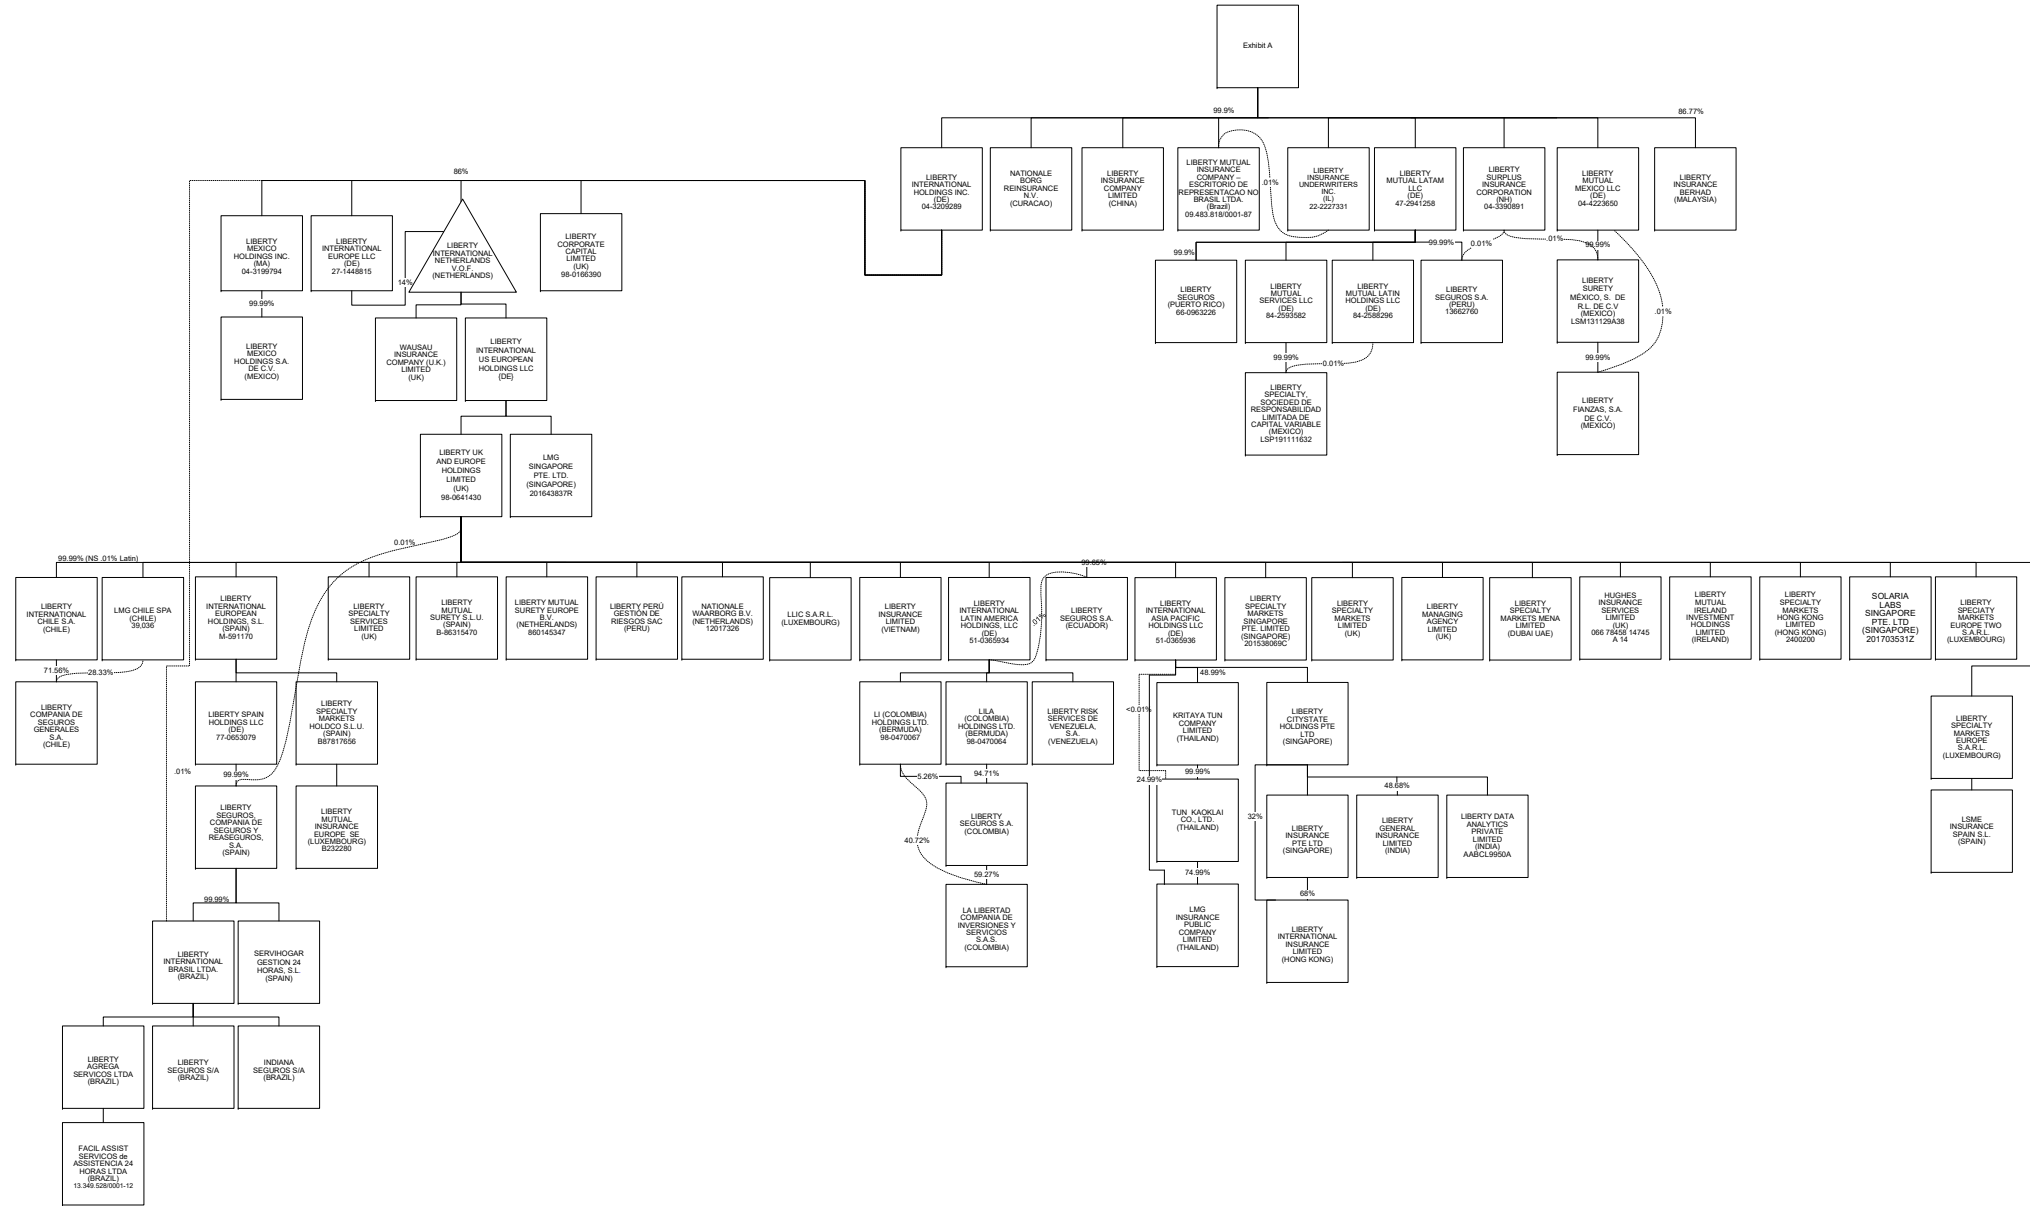 Exhibit A
99.9%
86.77%
LIBERTY
INTERNATIONAL
HOLDINGS INC.
(DE)
04-3209289
NATIONALE
BORG
REINSURANCE
N.V.
(CURACAO)
LIBERTY
INSURANCE
COMPANY
LIMITED
(CHINA)
LIBERTY MUTUAL
INSURANCE
COMPANY –
ESCRITORIO DE
REPRESENTACAO NO
BRASIL LTDA.
(Brazil)
09.483.818/0001-87
.01%
LIBERTY
INSURANCE
UNDERWRITERS
INC.
(IL)
22-2227331
LIBERTY
MUTUAL LATAM
LLC
(DE)
47-2941258
LIBERTY
SURPLUS
INSURANCE
CORPORATION
(NH)
04-3390891
LIBERTY
MUTUAL
MEXICO LLC
(DE)
04-4223650
LIBERTY
INSURANCE
BERHAD
(MALAYSIA)
86%
LIBERTY
MEXICO
HOLDINGS INC.
(MA)
04-3199794
LIBERTY
INTERNATIONAL
EUROPE LLC
(DE)
27-1448815
14%
LIBERTY
INTERNATIONAL
NETHERLANDS
V.O.F.
(NETHERLANDS)
LIBERTY
CORPORATE
CAPITAL
LIMITED
(UK)
98-0166390
99.9%
99.99%
0.01%
.01%
99.99%
LIBERTY
SEGUROS
(PUERTO RICO)
66-0963226
LIBERTY
MUTUAL
SERVICES LLC
(DE)
84-2593582
LIBERTY
MUTUAL LATIN
HOLDINGS LLC
(DE)
84-2588296
LIBERTY
SEGUROS S.A.
(PERU)
13662760
LIBERTY
SURETY
MÉXICO, S. DE
R.L. DE C.V
(MEXICO)
LSM131129A38
.01%
99.99%
LIBERTY
MEXICO
HOLDINGS S.A.
DE C.V.
(MEXICO)
WAUSAU
INSURANCE
COMPANY (U.K.)
LIMITED
(UK)
LIBERTY
INTERNATIONAL
US EUROPEAN
HOLDINGS LLC
(DE)
99.99%
0.01%
99.99%
LIBERTY
SPECIALTY,
SOCIEDED DE
RESPONSABILIDAD
LIMITADA DE
CAPITAL VARIABLE
(MEXICO)
LSP191111632
LIBERTY
FIANZAS, S.A.
DE C.V.
(MEXICO)
LIBERTY UK
AND EUROPE
HOLDINGS
LIMITED
(UK)
98-0641430
LMG
SINGAPORE
PTE. LTD.
(SINGAPORE)
201643837R
0.01%
99.99% (NS .01% Latin)
99.65%
LIBERTY
INTERNATIONAL
CHILE S.A.
(CHILE)
LMG CHILE SPA
(CHILE)
39,036
LIBERTY
INTERNATIONAL
EUROPEAN
HOLDINGS, S.L.
(SPAIN)
M-591170
LIBERTY
SPECIALTY
SERVICES
LIMITED
(UK)
LIBERTY
MUTUAL
SURETY S.L.U.
(SPAIN)
B-86315470
LIBERTY MUTUAL
SURETY EUROPE
B.V.
(NETHERLANDS)
860145347
LIBERTY PERÚ
GESTIÓN DE
RIESGOS SAC
(PERU)
NATIONALE
WAARBORG B.V.
(NETHERLANDS)
12017326
LLIC S.A.R.L.
(LUXEMBOURG)
LIBERTY
INSURANCE
LIMITED
(VIETNAM)
LIBERTY
INTERNATIONAL
LATIN AMERICA
HOLDINGS, LLC
(DE)
51-0365934
.01%
LIBERTY
SEGUROS S.A.
(ECUADOR)
LIBERTY
INTERNATIONAL
ASIA PACIFIC
HOLDINGS LLC
(DE)
51-0365936
LIBERTY
SPECIALTY
MARKETS
SINGAPORE
PTE. LIMITED
(SINGAPORE)
201538069C
LIBERTY
SPECIALTY
MARKETS
LIMITED
(UK)
LIBERTY
MANAGING
AGENCY
LIMITED
(UK)
LIBERTY
SPECIALTY
MARKETS MENA
LIMITED
(DUBAI UAE)
HUGHES
INSURANCE
SERVICES
LIMITED
(UK)
066 78458 14745
A 14
LIBERTY
MUTUAL
IRELAND
INVESTMENT
HOLDINGS
LIMITED
(IRELAND)
LIBERTY
SPECIALTY
MARKETS
HONG KONG
LIMITED
(HONG KONG)
2400200
SOLARIA
LABS
SINGAPORE
PTE. LTD
(SINGAPORE)
201703531Z
LIBERTY
SPECIATY
MARKETS
EUROPE TWO
S.A.R.L.
(LUXEMBOURG)
71.56%
28.33%
LIBERTY
COMPANIA DE
SEGUROS
GENERALES
S.A.
(CHILE)
LIBERTY SPAIN
HOLDINGS LLC
(DE)
77-0653079
LIBERTY
SPECIALTY
MARKETS
HOLDCO S.L.U.
(SPAIN)
B87817656
LI (COLOMBIA)
HOLDINGS LTD.
(BERMUDA)
98-0470067
LILA
(COLOMBIA)
HOLDINGS LTD.
(BERMUDA)
98-0470064
LIBERTY RISK
SERVICES DE
VENEZUELA,
S.A.
(VENEZUELA)
<0.01%
48.99%
KRITAYA TUN
COMPANY
LIMITED
(THAILAND)
LIBERTY
CITYSTATE
HOLDINGS PTE
LTD
(SINGAPORE)
LIBERTY
SPECIALTY
MARKETS
EUROPE
S.A.R.L.
(LUXEMBOURG)
.01%
99.99%
5.26%
94.71%
24.99%
99.99%
48.68%
LIBERTY
SEGUROS,
COMPANIA DE
SEGUROS Y
REASEGUROS,
S.A.
(SPAIN)
LIBERTY
MUTUAL
INSURANCE
EUROPE SE
(LUXEMBOURG)
B232280
40.72%
LIBERTY
SEGUROS S.A.
(COLOMBIA)
TUN KAOKLAI
CO., LTD.
(THAILAND)
32%
LIBERTY
INSURANCE
PTE LTD
(SINGAPORE)
LIBERTY
GENERAL
INSURANCE
LIMITED
(INDIA)
LIBERTY DATA
ANALYTICS
PRIVATE
LIMITED
(INDIA)
AABCL9950A
LSME
INSURANCE
SPAIN S.L.
(SPAIN)
99.99%
59.27%
74.99%
68%
LIBERTY
INTERNATIONAL
BRASIL LTDA.
(BRAZIL)
SERVIHOGAR
GESTION 24
HORAS, S.L.
(SPAIN)
LA LIBERTAD
COMPANIA DE
INVERSIONES Y
SERVICIOS
S.A.S.
(COLOMBIA)
LMG
INSURANCE
PUBLIC
COMPANY
LIMITED
(THAILAND)
LIBERTY
INTERNATIONAL
INSURANCE
LIMITED
(HONG KONG)
LIBERTY
AGREGA
SERVICOS LTDA
(BRAZIL)
LIBERTY
SEGUROS S/A
(BRAZIL)
INDIANA
SEGUROS S/A
(BRAZIL)
FACIL ASSIST
SERVICOS de
ASSISTENCIA 24
HORAS LTDA
(BRAZIL)
13.349.528/0001-12